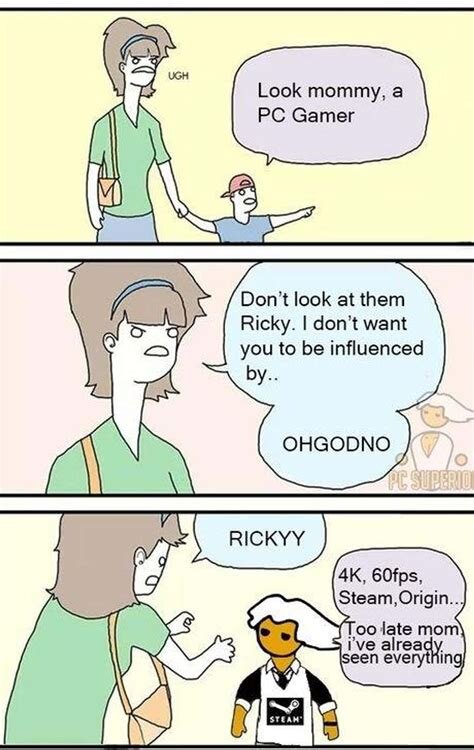 UGH
Look mommy, a
PC Gamer
Don't look at them
Ricky. I don't want
you to be influenced
by..
OHGODNO
PC SUPERIO
RICKYY
4K, 60fps,
Steam,Origin...
Too late mom,
i've already
seen everything
STEAM